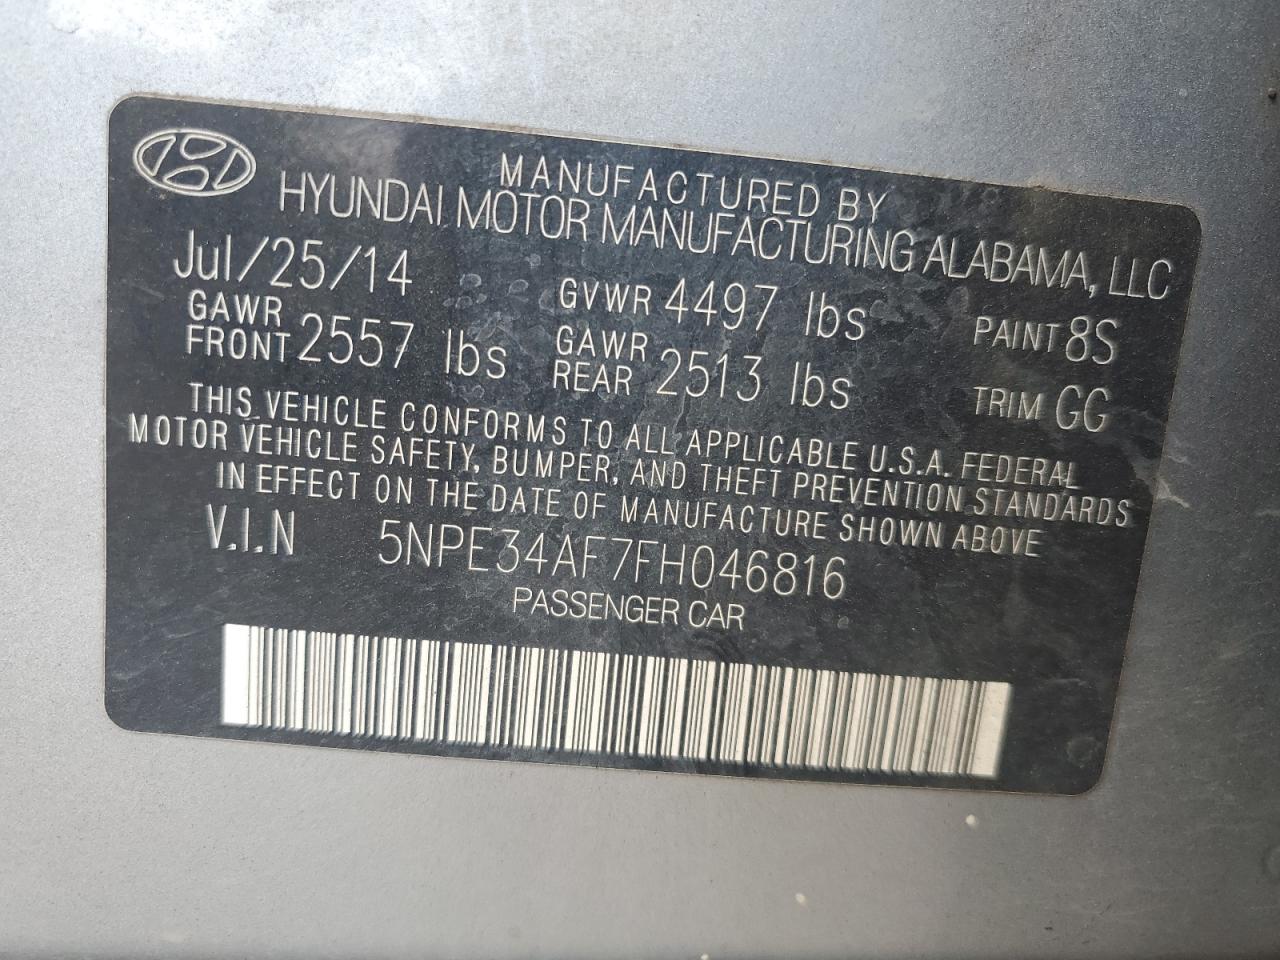 MANUFACTURED BY
HYUNDAI MOTOR MANUFACTURING ALABAMA, LLC
Jul/25/14 GVWR 4497 lbs PAINT 8S
GAWR FRONT 2557 lbs GAWR REAR 2513 lbs TRIM GG
THIS VEHICLE CONFORMS TO ALL APPLICABLE U.S.A. FEDERAL
MOTOR VEHICLE SAFETY, BUMPER, AND THEFT PREVENTION STANDARDS
IN EFFECT ON THE DATE OF MANUFACTURE SHOWN ABOVE
V.I.N 5NPE34AF7FH046816
PASSENGER CAR